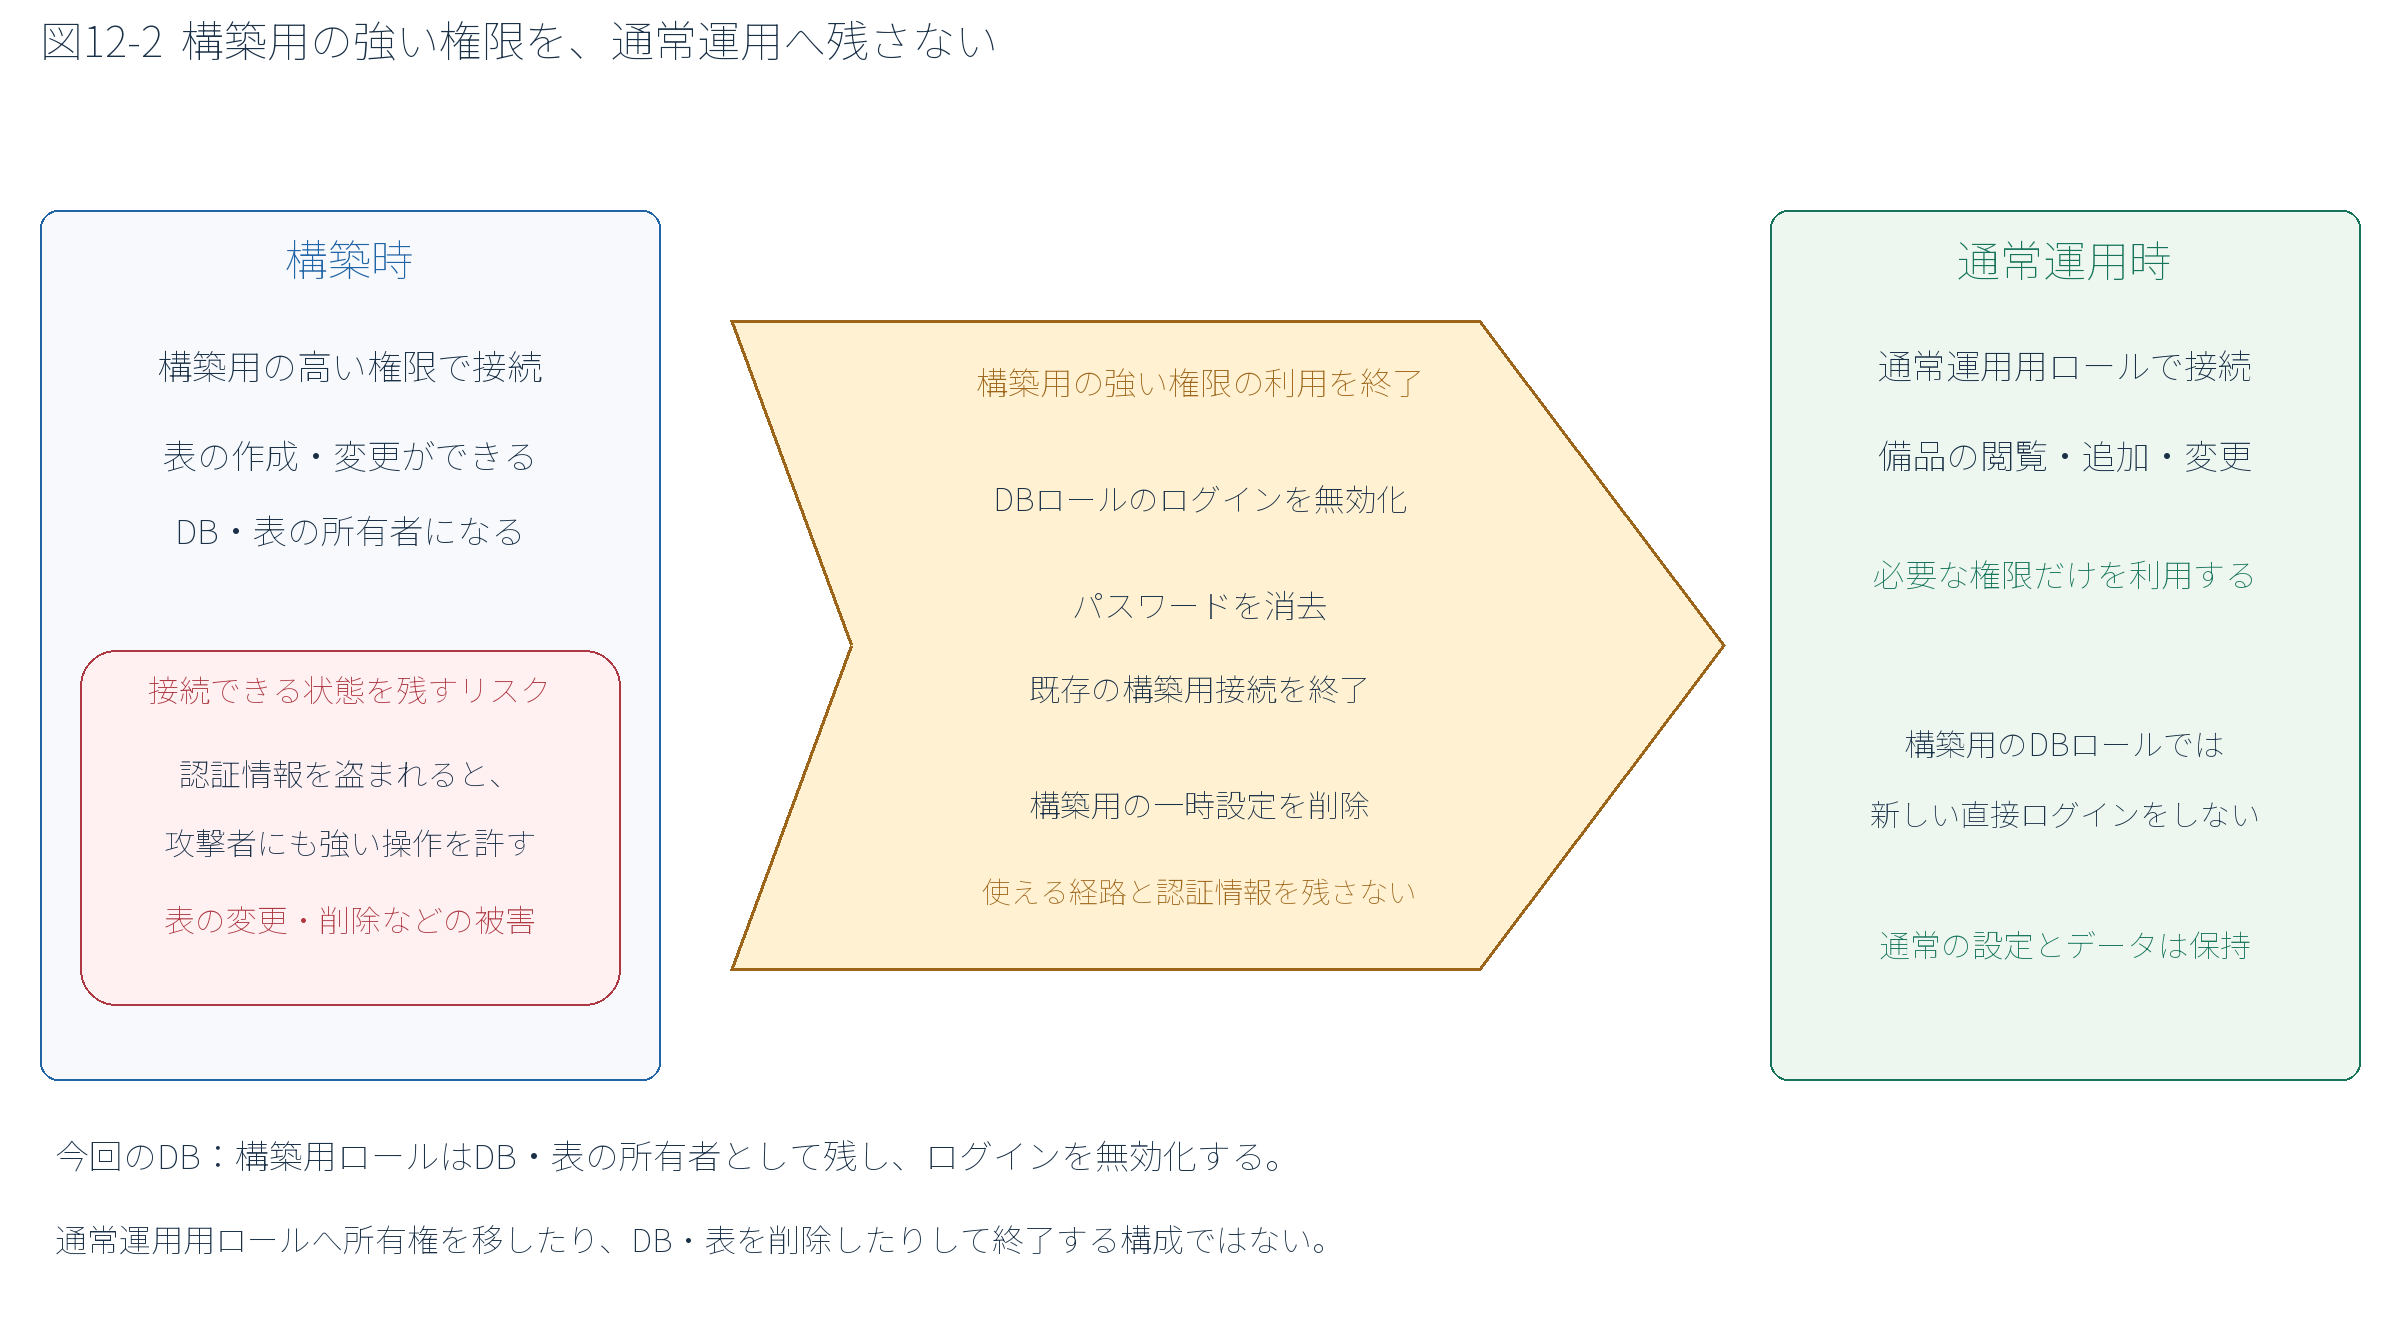 図12-2 構築用の強い権限を、通常運用へ残さない
構築時
構築用の高い権限で接続
表の作成・変更ができる
DB・表の所有者になる
接続できる状態を残すリスク
認証情報を盗まれると、
攻撃者にも強い操作を許す
表の変更・削除などの被害
構築用の強い権限の利用を終了
DBロールのログインを無効化
パスワードを消去
既存の構築用接続を終了
構築用の一時設定を削除
使える経路と認証情報を残さない
通常運用時
通常運用用ロールで接続
備品の閲覧・追加・変更
必要な権限だけを利用する
構築用のDBロールでは
新しい直接ログインをしない
通常の設定とデータは保持
今回のDB：構築用ロールはDB・表の所有者として残し、ログインを無効化する。
通常運用用ロールへ所有権を移したり、DB・表を削除したりして終了する構成ではない。